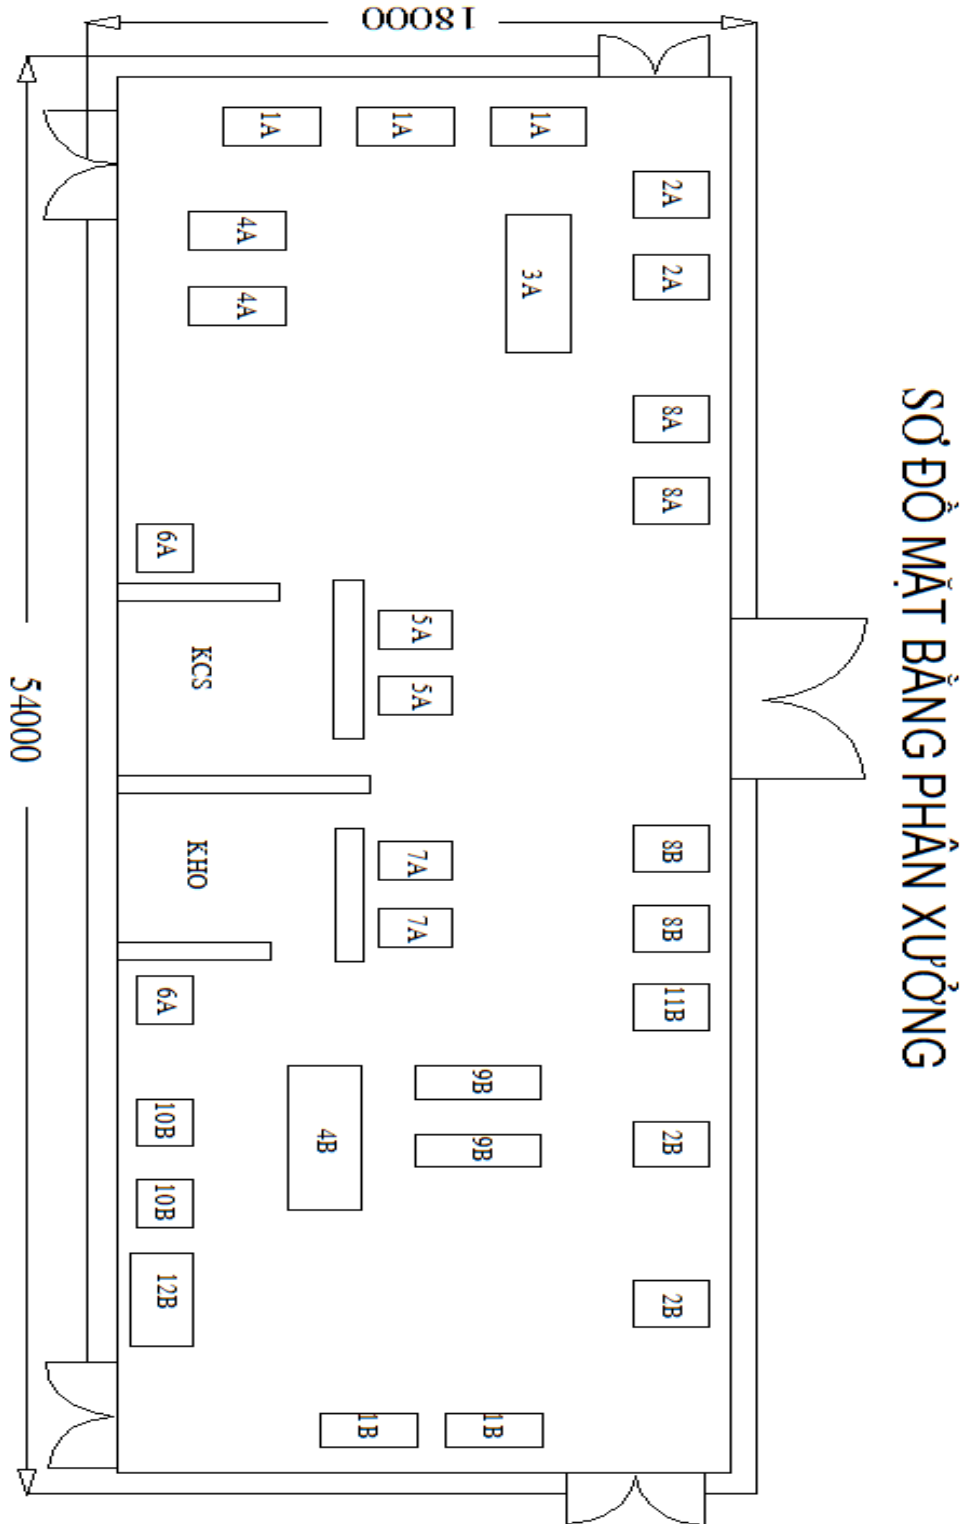 SƠ ĐỒ MẶT BẰNG PHÂN XƯỞNG
18000
54000
1A
1A
1A
2A
2A
4A
4A
3A
8A
8A
6A
5A
5A
KCS
KHO
7A
7A
8B
8B
11B
6A
9B
9B
2B
10B
10B
4B
12B
2B
1B
1B